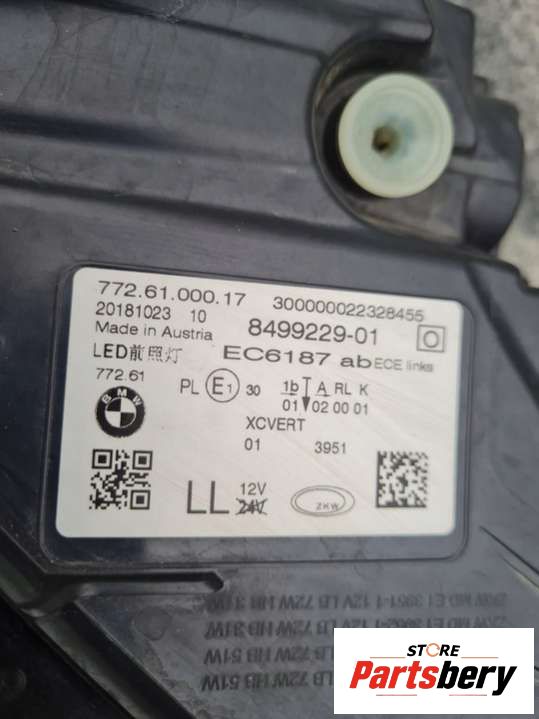 772.61.000.17 300000022328455
20181023 10
Made in Austria 8499229-01 O
LED前照灯 EC6187 ab ECE links
772.61
BMW
PL E1 30 1b A RL K
01 02 00 01
XCVERT
01 3951
LL 12V
24V
ZKW
STORE
Partsbery